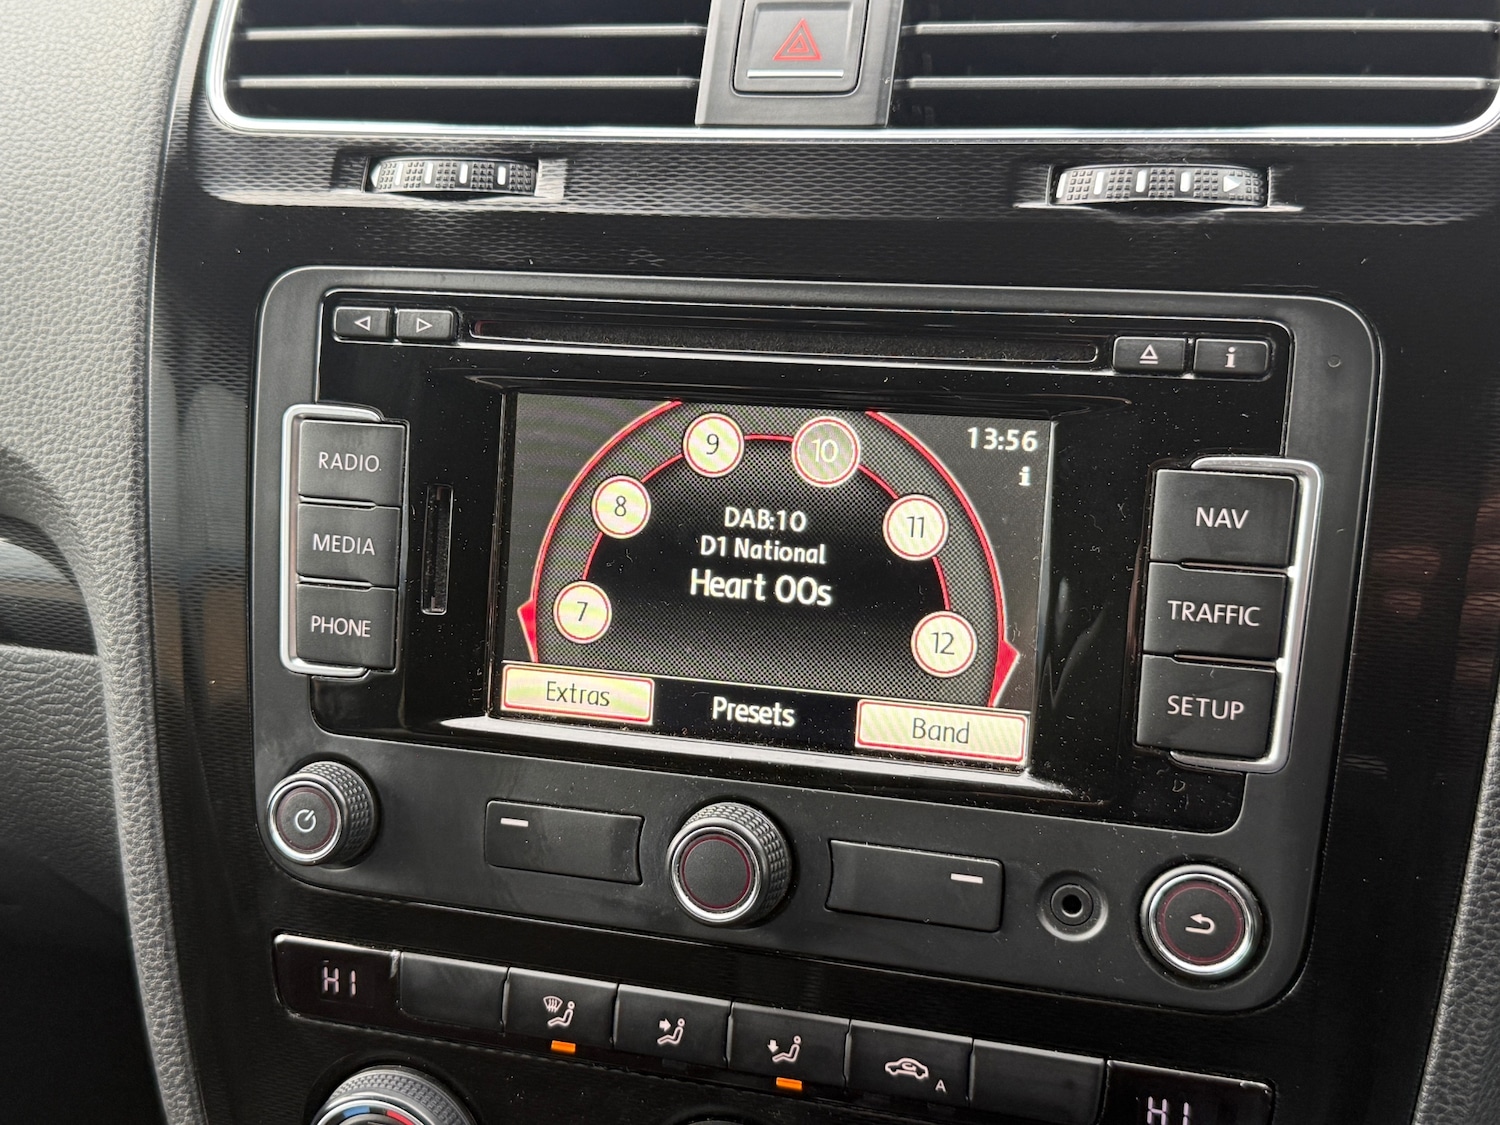 i
RADIO
MEDIA
PHONE
13:56
i
7
8
9
10
11
12
DAB:10
D1 National
Heart 00s
Extras
Presets
Band
NAV
TRAFFIC
SETUP
HI
A
HI